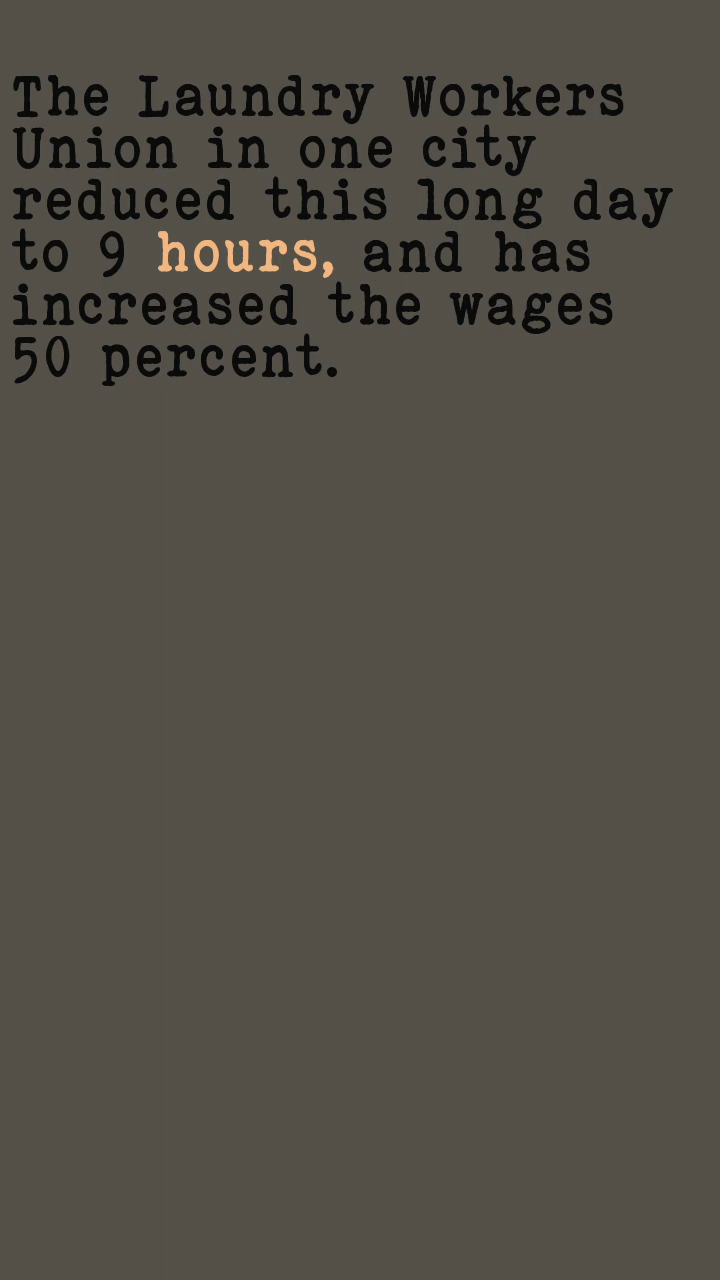 The Laundry Workers
Union in one city
reduced this long day
to 9 hours, and has
increased the wages
50 percent.